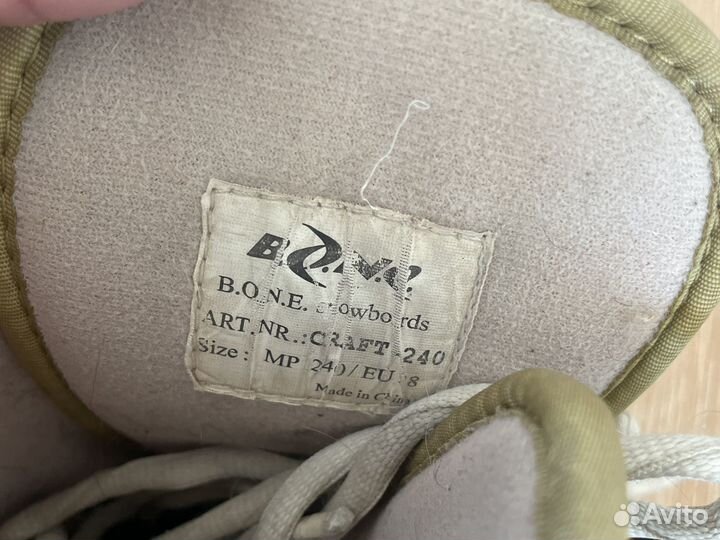 B.O.N.E.
B.O.N.E. Snowboards
ART.NR.:CRAFT-240
Size: MP 240/EU 38
Made in China
Avito